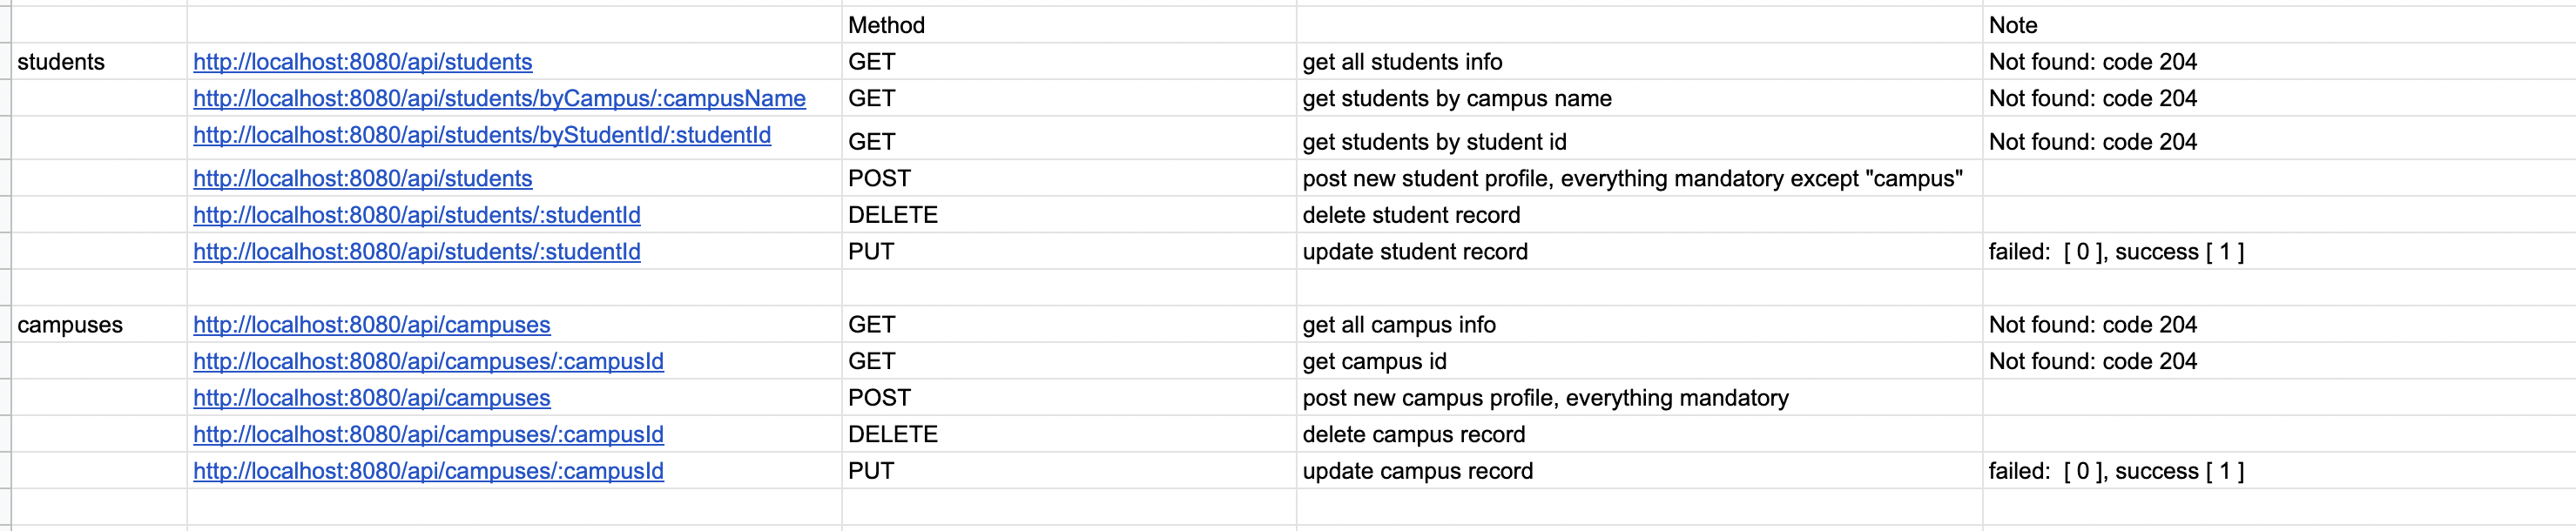 Method Note
students http://localhost:8080/api/students GET get all students info Not found: code 204
http://localhost:8080/api/students/byCampus/:campusName GET get students by campus name Not found: code 204
http://localhost:8080/api/students/byStudentId/:studentId GET get students by student id Not found: code 204
http://localhost:8080/api/students POST post new student profile, everything mandatory except "campus"
http://localhost:8080/api/students/:studentId DELETE delete student record
http://localhost:8080/api/students/:studentId PUT update student record failed:  [ 0 ], success [ 1 ]
campuses http://localhost:8080/api/campuses GET get all campus info Not found: code 204
http://localhost:8080/api/campuses/:campusId GET get campus id Not found: code 204
http://localhost:8080/api/campuses POST post new campus profile, everything mandatory
http://localhost:8080/api/campuses/:campusId DELETE delete campus record
http://localhost:8080/api/campuses/:campusId PUT update campus record failed:  [ 0 ], success [ 1 ]